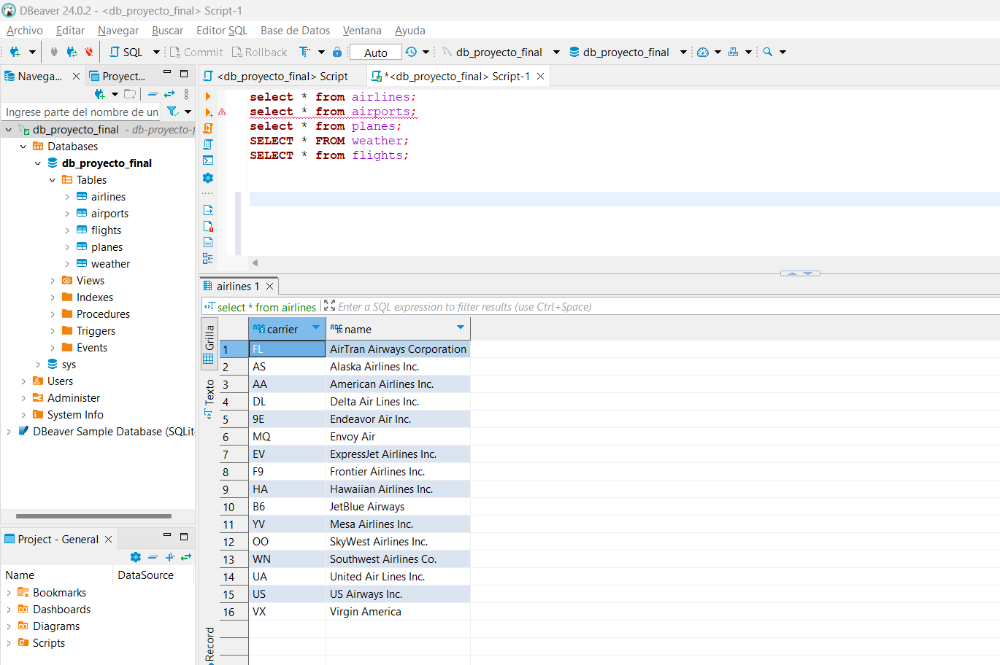 DBeaver 24.0.2 - <db_proyecto_final> Script-1
Archivo Editar Navegar Buscar Editor SQL Base de Datos Ventana Ayuda
SQL Commit Rollback Auto db_proyecto_final db_proyecto_final
Navega... Proyect...
Ingrese parte del nombre de un
db_proyecto_final - db-proyecto-f
Databases
db_proyecto_final
Tables
airlines
airports
flights
planes
weather
Views
Indexes
Procedures
Triggers
Events
sys
Users
Administer
System Info
DBeaver Sample Database (SQLite
Project - General
Name DataSource
Bookmarks
Dashboards
Diagrams
Scripts
<db_proyecto_final> Script *<db_proyecto_final> Script-1
select * from airlines;
select * from airports;
select * from planes;
SELECT * FROM weather;
SELECT * from flights;
airlines 1
select * from airlines Enter a SQL expression to filter results (use Ctrl+Space)
Grilla
Texto
Record
carrier name
1 FL AirTran Airways Corporation
2 AS Alaska Airlines Inc.
3 AA American Airlines Inc.
4 DL Delta Air Lines Inc.
5 9E Endeavor Air Inc.
6 MQ Envoy Air
7 EV ExpressJet Airlines Inc.
8 F9 Frontier Airlines Inc.
9 HA Hawaiian Airlines Inc.
10 B6 JetBlue Airways
11 YV Mesa Airlines Inc.
12 OO SkyWest Airlines Inc.
13 WN Southwest Airlines Co.
14 UA United Air Lines Inc.
15 US US Airways Inc.
16 VX Virgin America